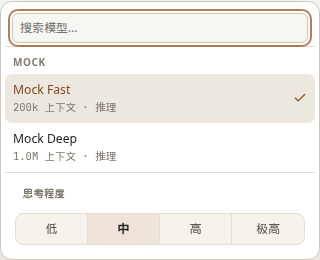 搜索模型...
MOCK
Mock Fast
200k 上下文 · 推理
Mock Deep
1.0M 上下文 · 推理
思考程度
低 中 高 极高